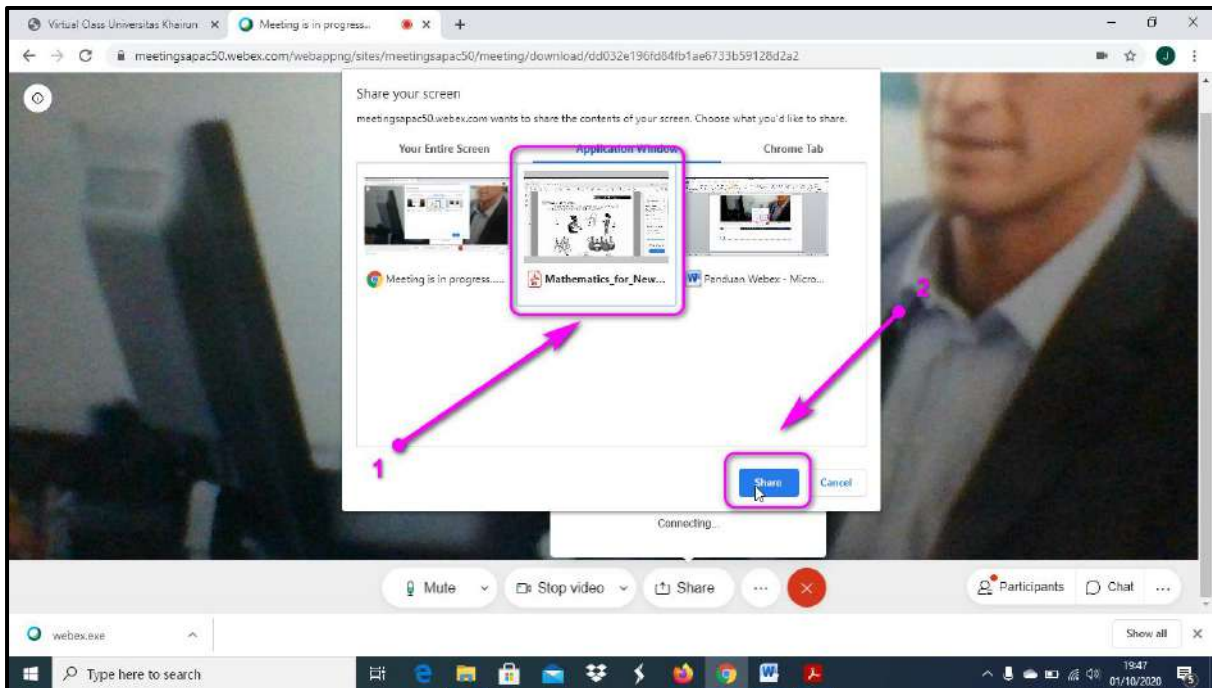 Virtual Class Universitas Khairun
Meeting is in progress...
meetingsapac50.webex.com/webappng/sites/meetingsapac50/meeting/download/dd032e196fd84fb1ae6733b59128d2a2
J
Share your screen
meetingsapac50.webex.com wants to share the contents of your screen. Choose what you'd like to share.
Your Entire Screen
Application Window
Chrome Tab
Meeting is in progress......
Mathematics_for_New...
Panduan Webex - Micro...
1
2
Share
Cancel
Connecting...
Mute
Stop video
Share
Participants
Chat
webex.exe
Show all
Type here to search
19:47
01/10/2020
5